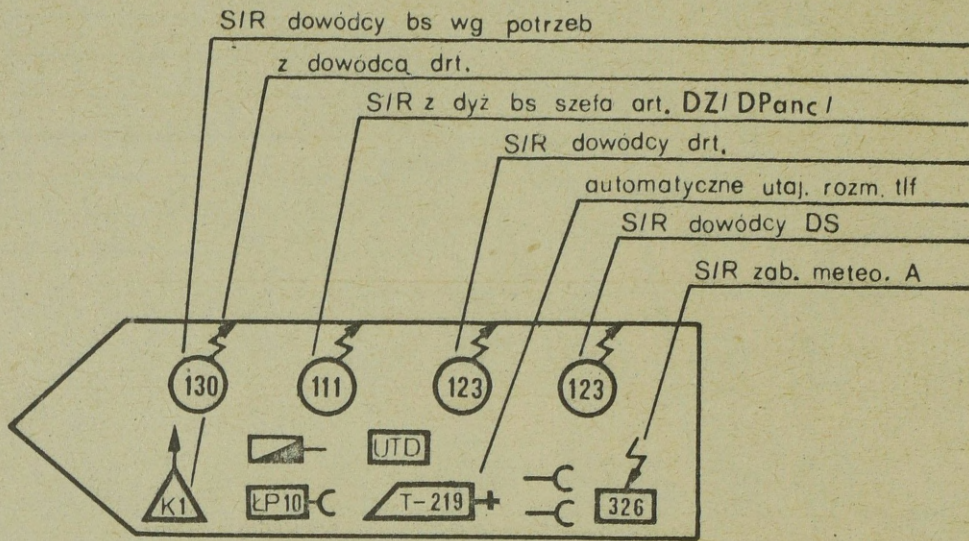 S/R dowódcy bs wg potrzeb
z dowódcą drt.
S/R z dyż bs szefa art. DZ/DPanc/
S/R dowódcy drt.
automatyczne utaj. rozm. tlf
S/R dowódcy DS
S/R zab. meteo. A
130 111 123 123
UTD
K1 ŁP10 T-219 326